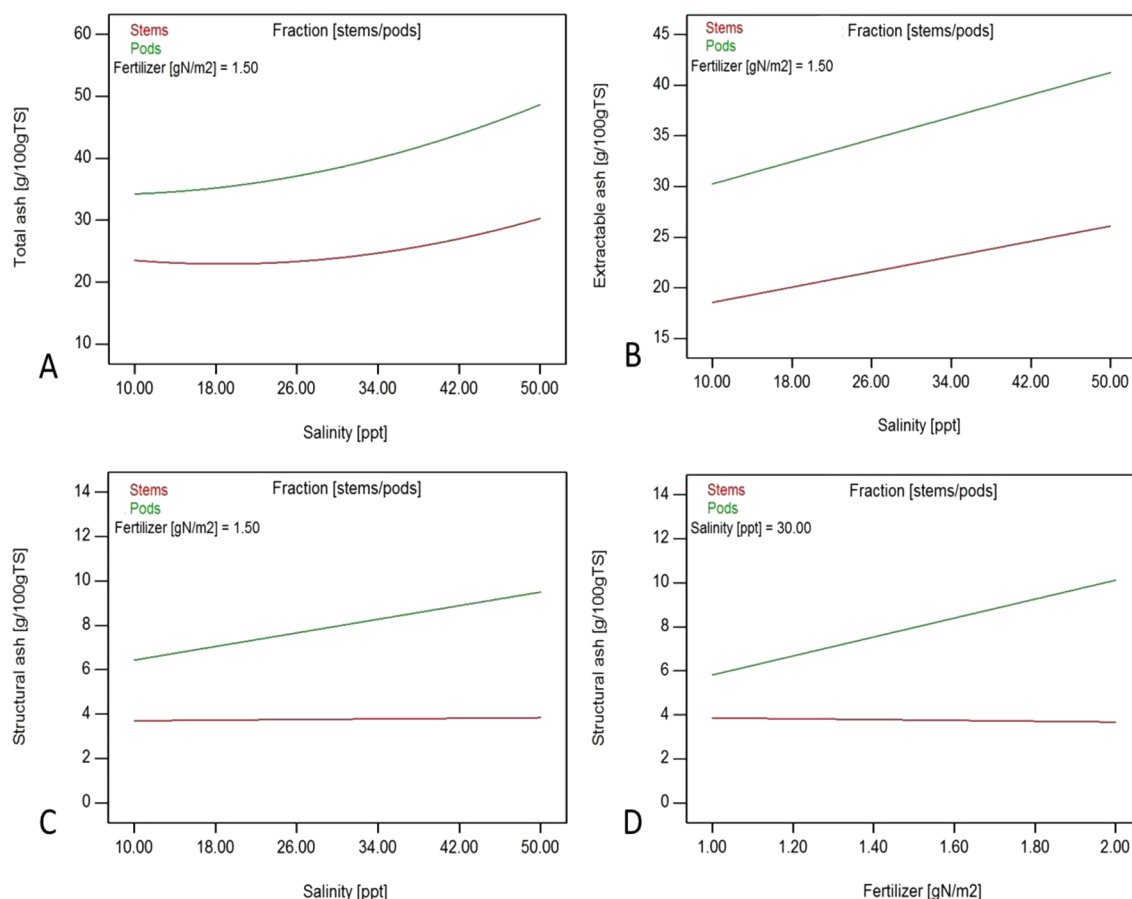 Stems
Fraction [stems/pods]
Pods
Fertilizer [gN/m2] = 1.50
60
50
40
30
20
10
Total ash [g/100gTS]
A
10.00 18.00 26.00 34.00 42.00 50.00
Salinity [ppt]
Stems
Fraction [stems/pods]
Pods
Fertilizer [gN/m2] = 1.50
45
40
35
30
25
20
15
Extractable ash [g/100gTS]
B
10.00 18.00 26.00 34.00 42.00 50.00
Salinity [ppt]
Stems
Fraction [stems/pods]
Pods
Fertilizer [gN/m2] = 1.50
14
12
10
8
6
4
2
0
Structural ash [g/100gTS]
C
10.00 18.00 26.00 34.00 42.00 50.00
Salinity [ppt]
Stems
Fraction [stems/pods]
Pods
Salinity [ppt] = 30.00
14
12
10
8
6
4
2
0
Structural ash [g/100gTS]
D
1.00 1.20 1.40 1.60 1.80 2.00
Fertilizer [gN/m2]